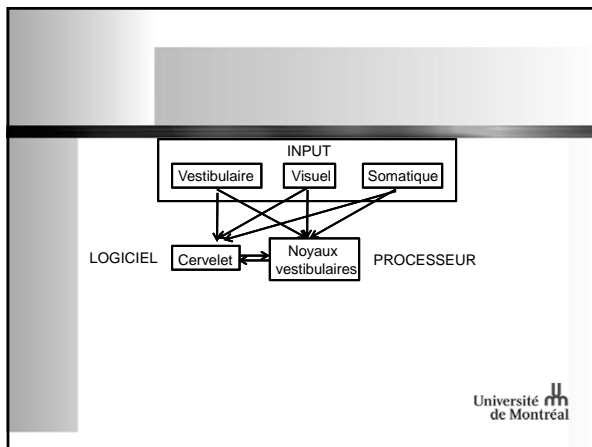 INPUT
Vestibulaire Visuel Somatique
LOGICIEL Cervelet Noyaux vestibulaires PROCESSEUR
Université
de Montréal